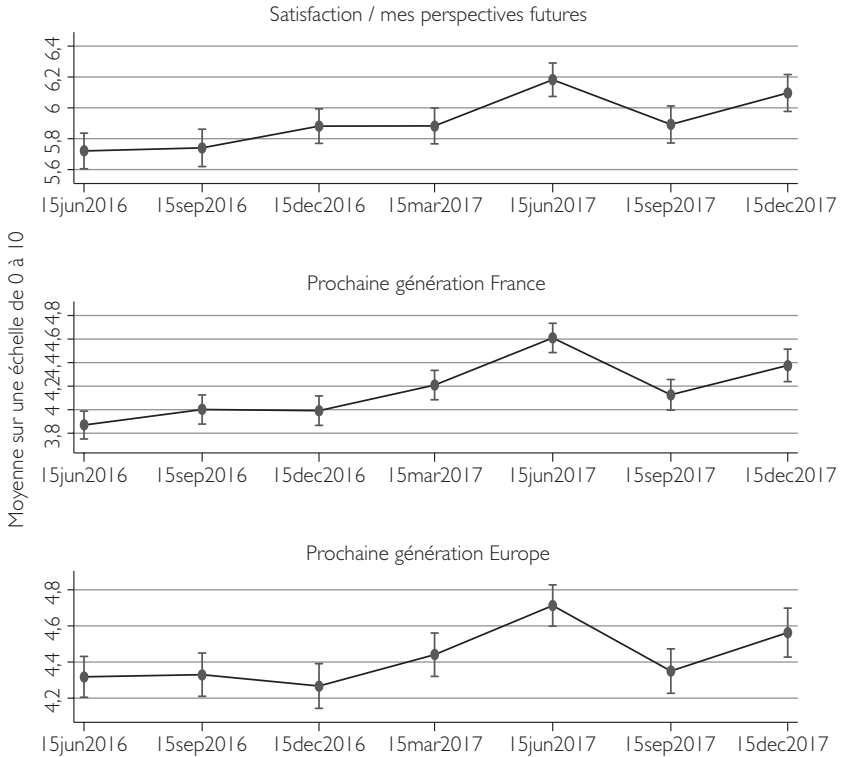 Satisfaction / mes perspectives futures
6,4
6,2
6
5,8
5,6
15jun2016 15sep2016 15dec2016 15mar2017 15jun2017 15sep2017 15dec2017
Moyenne sur une échelle de 0 à 10
Prochaine génération France
4,8
4,6
4,4
4,2
4
3,8
15jun2016 15sep2016 15dec2016 15mar2017 15jun2017 15sep2017 15dec2017
Prochaine génération Europe
4,8
4,6
4,4
4,2
15jun2016 15sep2016 15dec2016 15mar2017 15jun2017 15sep2017 15dec2017